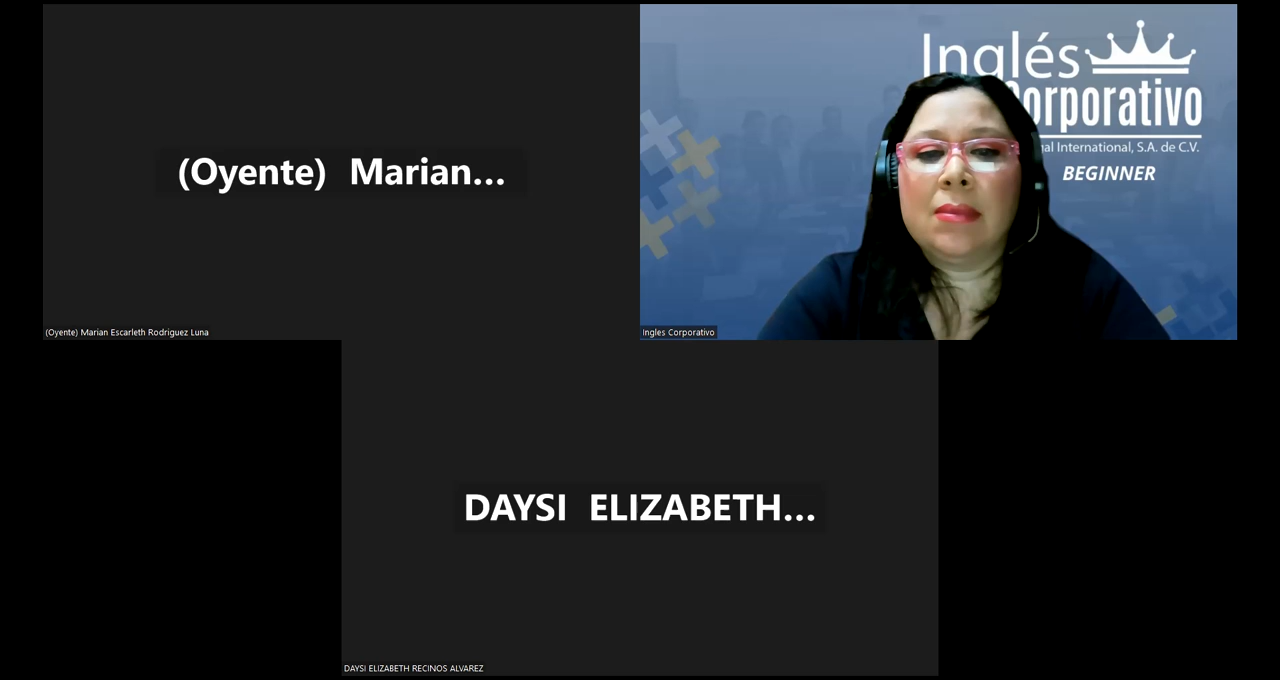 (Oyente) Marian...
(Oyente) Marian Escarleth Rodriguez Luna
Inglés
Corporativo
nal International, S.A. de C.V.
BEGINNER
Ingles Corporativo
DAYSI ELIZABETH...
DAYSI ELIZABETH RECINOS ALVAREZ